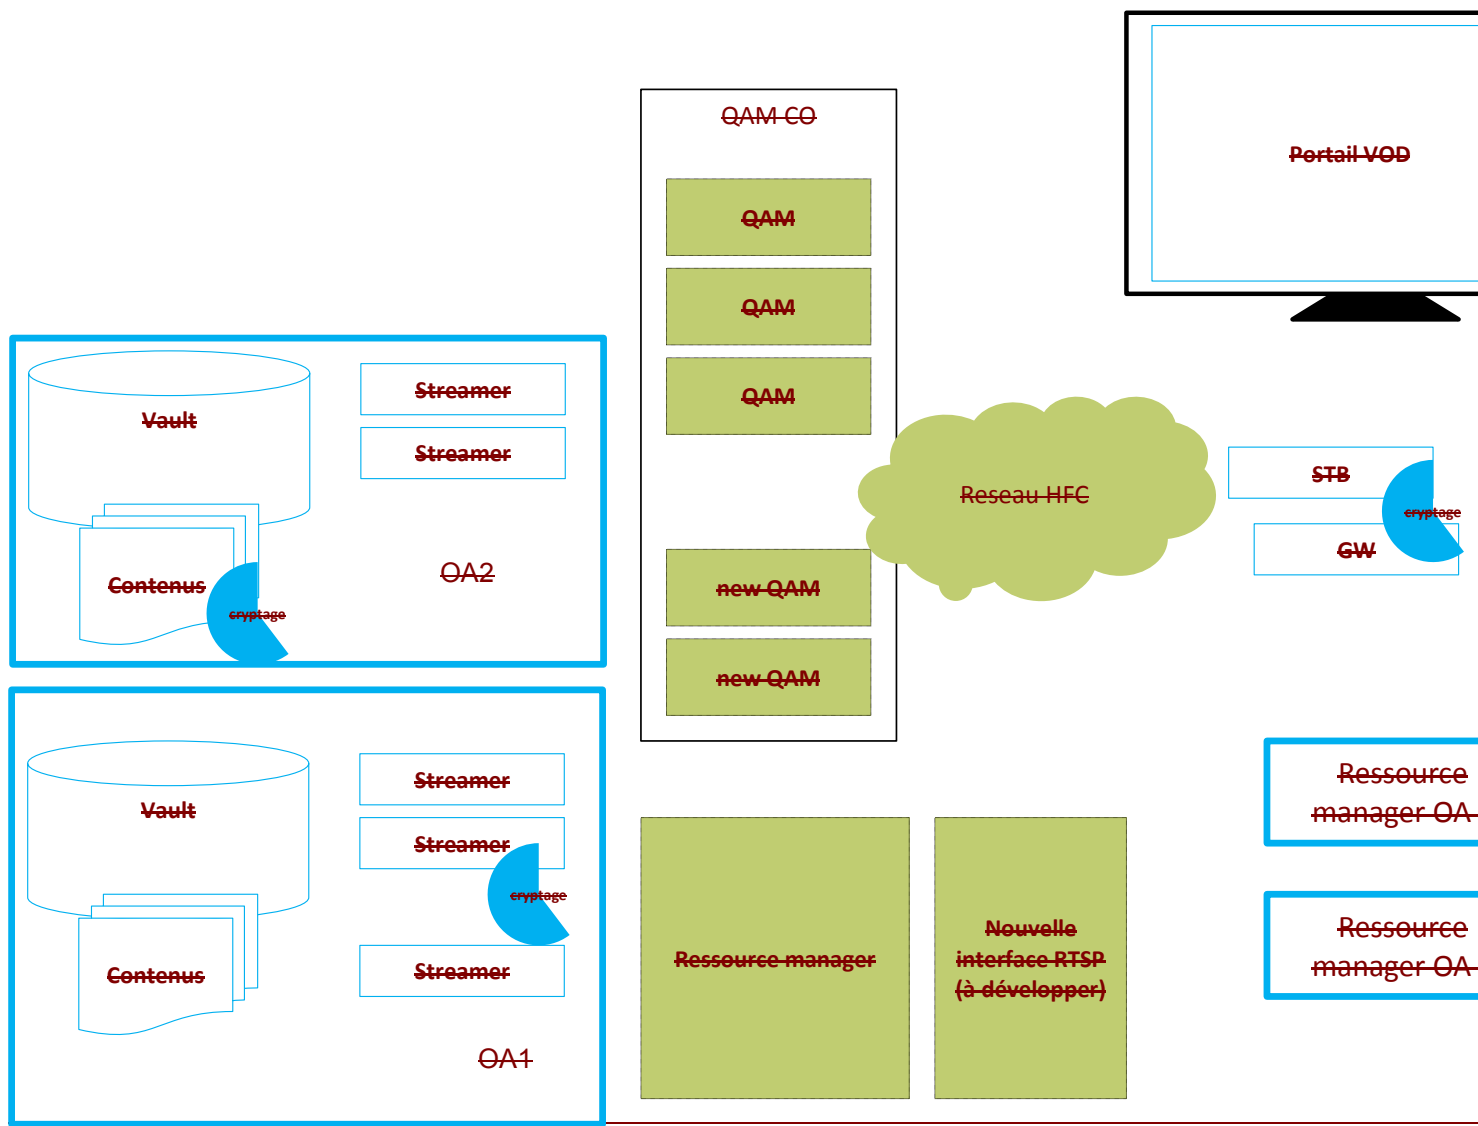 QAM CO
Portail VOD
QAM
QAM
QAM
Vault
Streamer
Streamer
Contenus
cryptage
OA2
Reseau HFC
STB
cryptage
GW
new QAM
new QAM
Vault
Streamer
Streamer
cryptage
Contenus
Streamer
OA1
Ressource manager
Nouvelle
interface RTSP
(à développer)
Ressource
manager OA
Ressource
manager OA